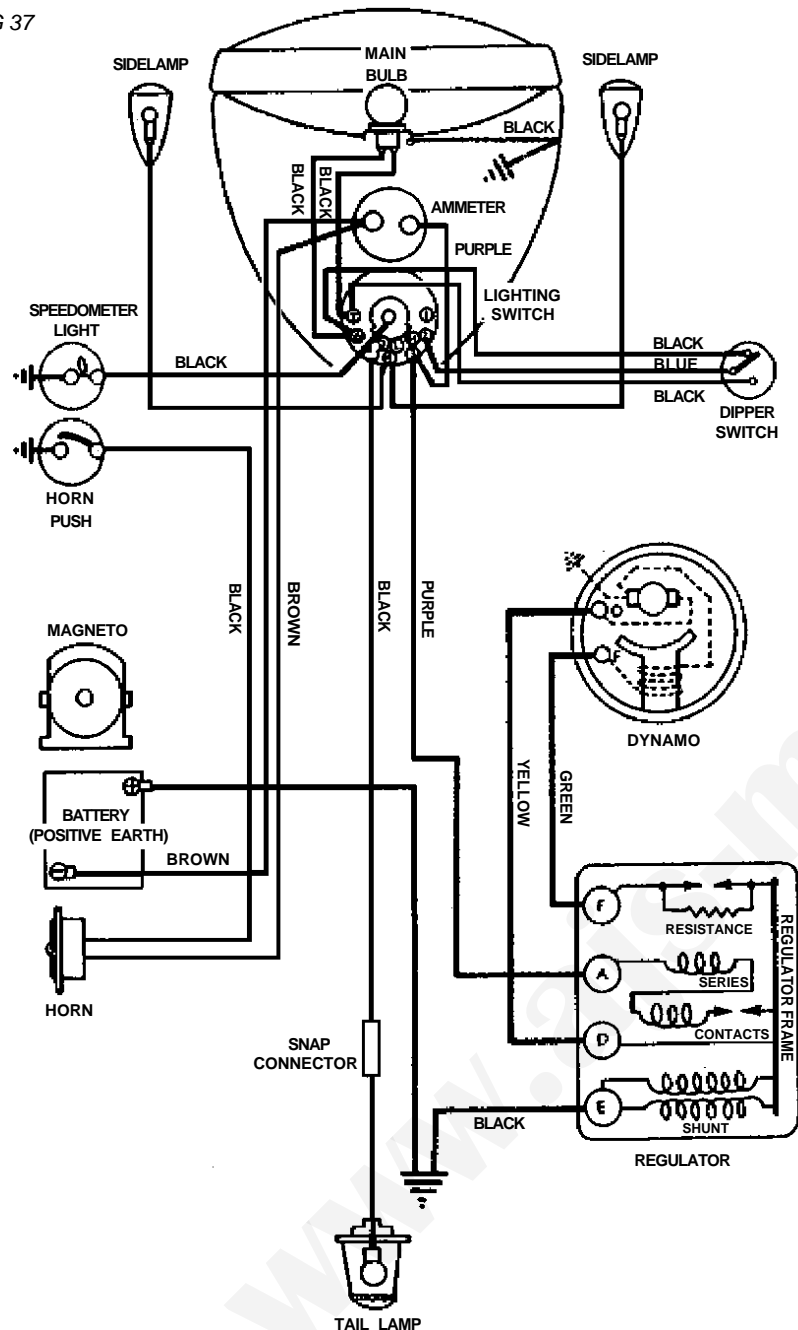 G 37
SIDELAMP
MAIN
BULB
SIDELAMP
BLACK
BLACK
BLACK
AMMETER
PURPLE
LIGHTING
SWITCH
SPEEDOMETER
LIGHT
BLACK
BLACK
BLUE
BLACK
DIPPER
SWITCH
HORN
PUSH
BLACK
BROWN
BLACK
PURPLE
MAGNETO
F
DYNAMO
YELLOW
GREEN
BATTERY
(POSITIVE EARTH)
BROWN
HORN
F
RESISTANCE
A
SERIES
CONTACTS
D
E
SHUNT
REGULATOR FRAME
BLACK
REGULATOR
SNAP
CONNECTOR
TAIL LAMP